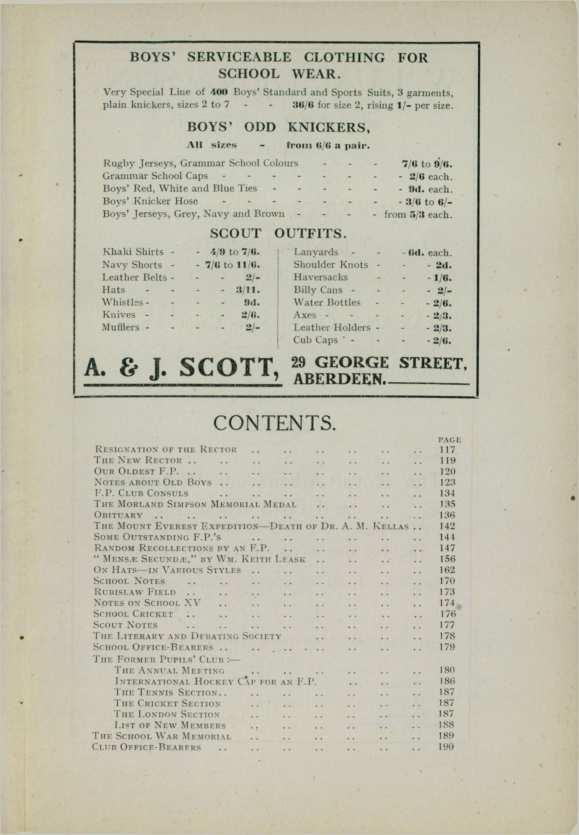 BOYS' SERVICEABLE CLOTHING FOR
SCHOOL WEAR.
Very Special Line of 400 Boys' Standard and Sports Suits, 3 garments,
plain knickers, sizes 2 to 7 - - 36/6 for size 2, rising 1/- per size.
BOYS' ODD KNICKERS,
All sizes - from 6/6 a pair.
Rugby Jerseys, Grammar School Colours - - - 7/6 to 9/6.
Grammar School Caps - - - - - - - - 2/6 each.
Boys' Red, White and Blue Ties - - - - - - 9d. each.
Boys' Knicker Hose - - - - - - - - 3/6 to 6/-
Boys' Jerseys, Grey, Navy and Brown - - - - from 5/3 each.
SCOUT OUTFITS.
Khaki Shirts - - 4/9 to 7/6.
Navy Shorts - - 7/6 to 11/6.
Leather Belts - - - 2/-
Hats - - - - 3/11.
Whistles - - - - 9d.
Knives - - - - 2/6.
Mufflers - - - - 2/-
Lanyards - - - 6d. each.
Shoulder Knots - - - 2d.
Haversacks - - - 1/6.
Billy Cans - - - - 2/-
Water Bottles - - - 2/6.
Axes - - - - - 2/3.
Leather Holders - - - 2/3.
Cub Caps - - - - 2/6.
A. & J. SCOTT, 29 GEORGE STREET,
ABERDEEN.
CONTENTS.
PAGE
RESIGNATION OF THE RECTOR .. .. .. .. .. .. 117
THE NEW RECTOR .. .. .. .. .. .. .. .. 119
OUR OLDEST F.P. .. .. .. .. .. .. .. .. 120
NOTES ABOUT OLD BOYS .. .. .. .. .. .. .. 123
F.P. CLUB CONSULS .. .. .. .. .. .. .. 134
THE MORLAND SIMPSON MEMORIAL MEDAL .. .. .. .. 135
OBITUARY .. .. .. .. .. .. .. .. .. 136
THE MOUNT EVEREST EXPEDITION—DEATH OF DR. A. M. KELLAS .. 142
SOME OUTSTANDING F.P.'S .. .. .. .. .. .. 144
RANDOM RECOLLECTIONS BY AN F.P. .. .. .. .. .. 147
"MENSÆ SECUNDÆ," BY WM. KEITH LEASK .. .. .. .. 156
ON HATS—IN VARIOUS STYLES .. .. .. .. .. .. 162
SCHOOL NOTES .. .. .. .. .. .. .. .. 170
RUBISLAW FIELD .. .. .. .. .. .. .. .. 173
NOTES ON SCHOOL XV .. .. .. .. .. .. .. 174
SCHOOL CRICKET .. .. .. .. .. .. .. .. 176
SCOUT NOTES .. .. .. .. .. .. .. .. 177
THE LITERARY AND DEBATING SOCIETY .. .. .. .. 178
SCHOOL OFFICE-BEARERS .. .. .. .. .. .. .. 179
THE FORMER PUPILS' CLUB :—
THE ANNUAL MEETING .. .. .. .. .. .. 180
INTERNATIONAL HOCKEY CAP FOR AN F.P. .. .. .. 186
THE TENNIS SECTION.. .. .. .. .. .. .. 187
THE CRICKET SECTION .. .. .. .. .. .. 187
THE LONDON SECTION .. .. .. .. .. .. 187
LIST OF NEW MEMBERS .. .. .. .. .. .. 188
THE SCHOOL WAR MEMORIAL .. .. .. .. .. .. 189
CLUB OFFICE-BEARERS .. .. .. .. .. .. .. 190